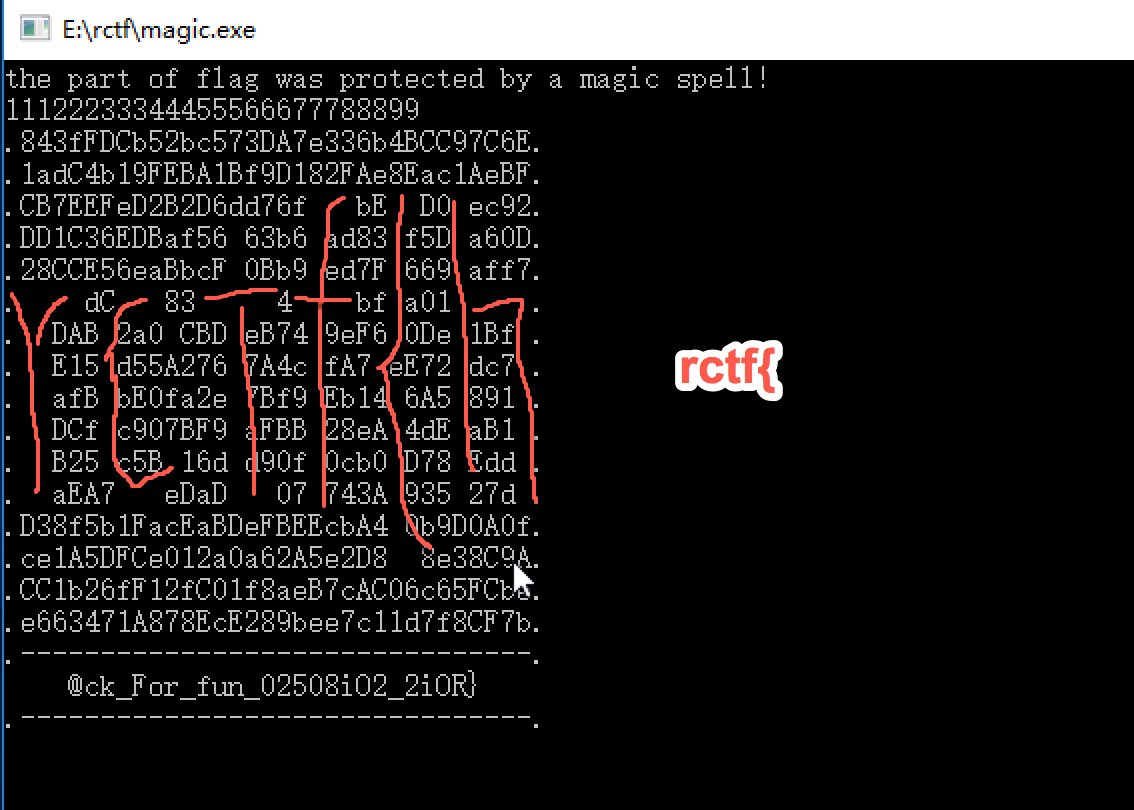 E:\rctf\magic.exe
the part of flag was protected by a magic spell!
11122233344455566677788899
.843fFDCb52bc573DA7e336b4BCC97C6E.
.1adC4b19FEBA1Bf9D182FAe8Eac1AeBF.
.CB7EEFeD2B2D6dd76f   bE  D0 ec92.
.DD1C36EDBaf56 63b6 ad83 f5D a60D.
.28CCE56eaBbcF 0Bb9 ed7F 669 aff7.
.    dC   83     4    bf a01     .
.  DAB 2a0 CBD eB74 9eF6 0De 1Bf .
.  E15 d55A276 7A4c fA7 eE72 dc7 .
.  afB bE0fa2e 7Bf9 Eb14 6A5 891 .
.  DCf c907BF9 aFBB 28eA 4dE aB1 .
.  B25 c5B 16d d90f 0cb0 D78 Edd .
.  aEA7   eDaD   07 743A 935 27d .
.D38f5b1FacEaBDeFBEEcbA4 0b9D0A0f.
.ce1A5DFCe012a0a62A5e2D8  8e38C9A.
.CC1b26fF12fC01f8aeB7cAC06c65FCbe.
.e663471A878EcE289bee7c11d7f8CF7b.
.--------------------------------.
@ck_For_fun_02508iO2_2iOR}
.--------------------------------.
rctf{